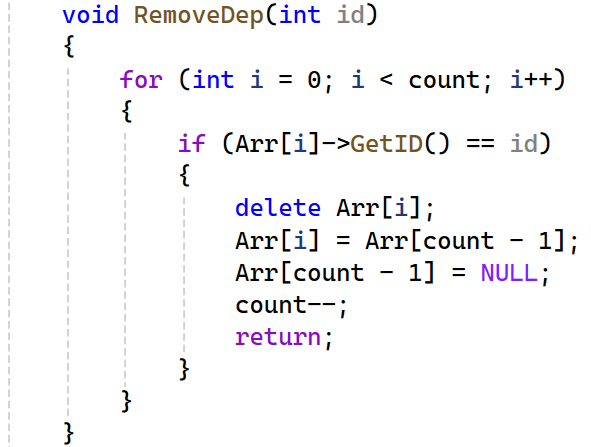 void RemoveDep(int id)
{
    for (int i = 0; i < count; i++)
    {
        if (Arr[i]->GetID() == id)
        {
            delete Arr[i];
            Arr[i] = Arr[count - 1];
            Arr[count - 1] = NULL;
            count--;
            return;
        }
    }
}